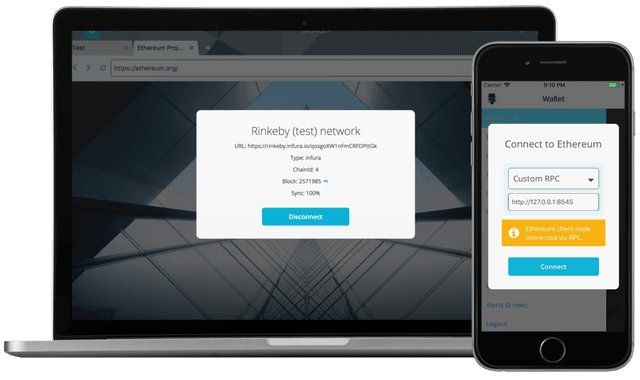 Test
Ethereum Proj...
https://ethereum.org/
Rinkeby (test) network
URL: https://rinkeby.infura.io/qosgoXW1nFmCRFDPttGk
Type: infura
ChainId: 4
Block: 2571985
Sync: 100%
Disconnect
Carrier
9:10 PM
Wallet
Connect to Ethereum
Custom RPC
http://127.0.0.1:8545
Ethereum client node
connected via RPC.
Connect
Alerts (0 new)
Logout